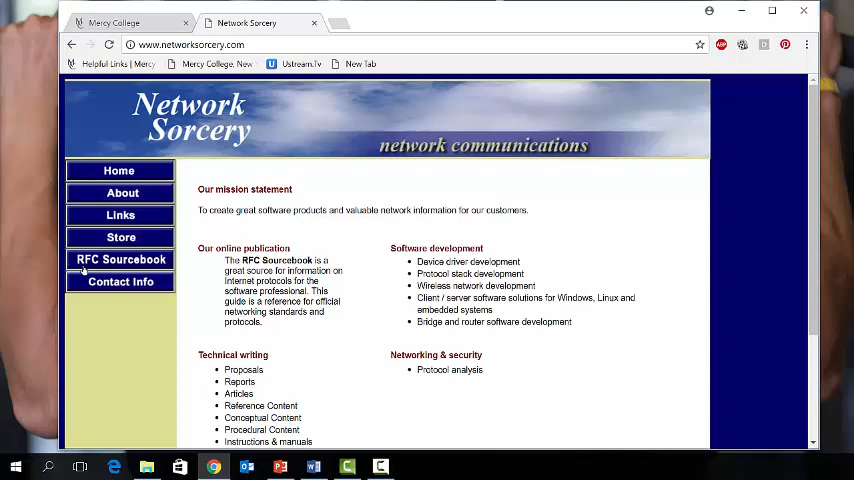 Mercy College
Network Sorcery
www.networksorcery.com
Helpful Links | Mercy
Mercy College, New
Ustream.Tv
New Tab
Network
Sorcery
network communications
Home
About
Links
Store
RFC Sourcebook
Contact Info
Our mission statement
To create great software products and valuable network information for our customers.
Our online publication
The RFC Sourcebook is a
great source for information on
Internet protocols for the
software professional. This
guide is a reference for official
networking standards and
protocols.
Software development
Device driver development
Protocol stack development
Wireless network development
Client / server software solutions for Windows, Linux and
embedded systems
Bridge and router software development
Technical writing
Proposals
Reports
Articles
Reference Content
Conceptual Content
Procedural Content
Instructions & manuals
Networking & security
Protocol analysis